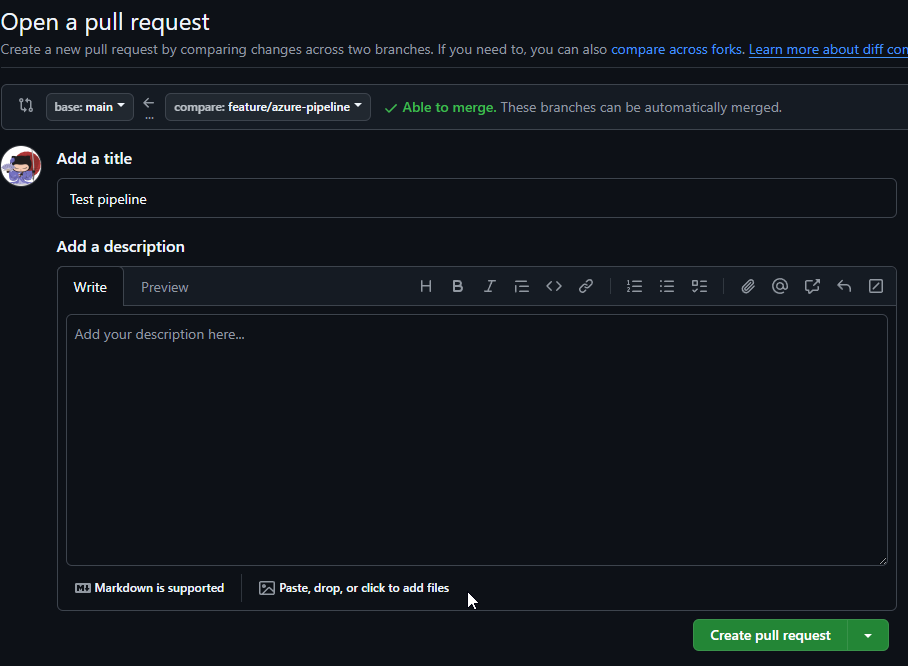 Open a pull request
Create a new pull request by comparing changes across two branches. If you need to, you can also compare across forks. Learn more about diff con
base: main
compare: feature/azure-pipeline
Able to merge. These branches can be automatically merged.
...
Add a title
Test pipeline
Add a description
Write
Preview
Add your description here...
Markdown is supported
Paste, drop, or click to add files
Create pull request